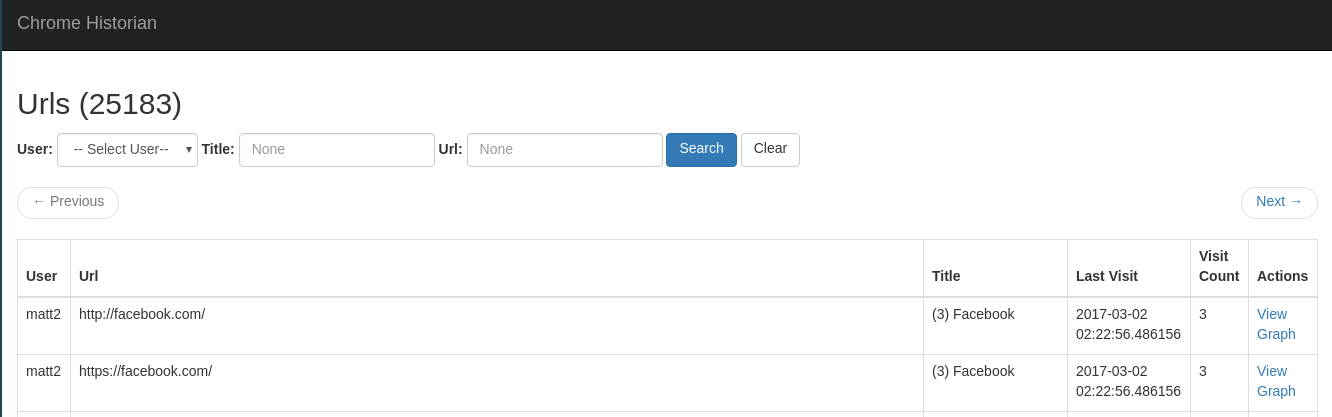 Chrome Historian
Urls (25183)
User: -- Select User-- ▾ Title: None Url: None Search Clear
← Previous Next →
User Url Title Last Visit Visit Count Actions
matt2 http://facebook.com/ (3) Facebook 2017-03-02 02:22:56.486156 3 View Graph
matt2 https://facebook.com/ (3) Facebook 2017-03-02 02:22:56.486156 3 View Graph